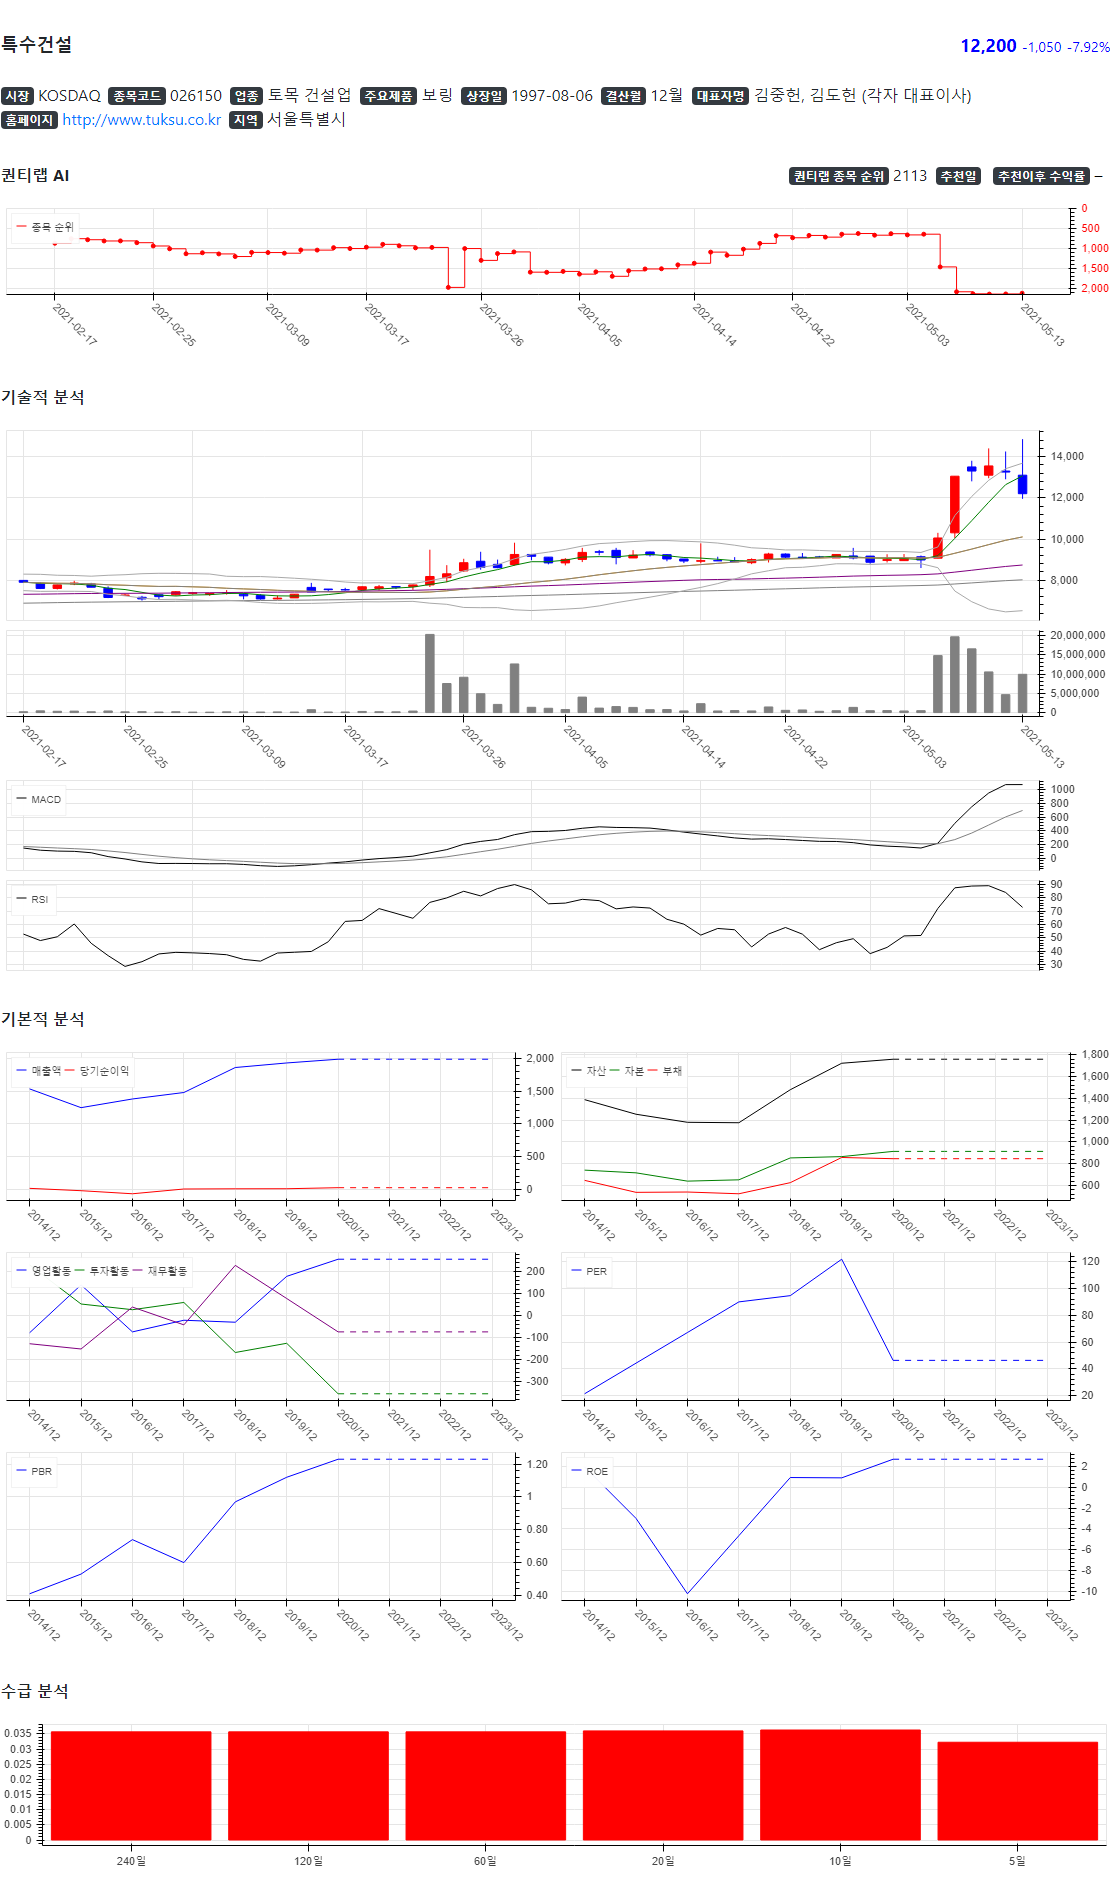 특수건설
12,200 -1,050 -7.92%
시장 KOSDAQ 종목코드 026150 업종 토목 건설업 주요제품 보링 상장일 1997-08-06 결산월 12월 대표자명 김중헌, 김도헌 (각자 대표이사)
홈페이지 http://www.tuksu.co.kr 지역 서울특별시
퀀티랩 AI
퀀티랩 종목 순위 2113 추천일 추천이후 수익률 –
종목 순위
0
500
1,000
1,500
2,000
2021-02-17 2021-02-25 2021-03-09 2021-03-17 2021-03-26 2021-04-05 2021-04-14 2021-04-22 2021-05-03 2021-05-13
기술적 분석
14,000
12,000
10,000
8,000
20,000,000
15,000,000
10,000,000
5,000,000
0
2021-02-17 2021-02-25 2021-03-09 2021-03-17 2021-03-26 2021-04-05 2021-04-14 2021-04-22 2021-05-03 2021-05-13
MACD
1000
800
600
400
200
0
RSI
90
80
70
60
50
40
30
기본적 분석
매출액 당기순이익
2,000
1,500
1,000
500
0
2014/12 2015/12 2016/12 2017/12 2018/12 2019/12 2020/12 2021/12 2022/12 2023/12
자산 자본 부채
1,800
1,600
1,400
1,200
1,000
800
600
2014/12 2015/12 2016/12 2017/12 2018/12 2019/12 2020/12 2021/12 2022/12 2023/12
영업활동 투자활동 재무활동
200
100
0
-100
-200
-300
2014/12 2015/12 2016/12 2017/12 2018/12 2019/12 2020/12 2021/12 2022/12 2023/12
PER
120
100
80
60
40
20
2014/12 2015/12 2016/12 2017/12 2018/12 2019/12 2020/12 2021/12 2022/12 2023/12
PBR
1.20
1
0.80
0.60
0.40
2014/12 2015/12 2016/12 2017/12 2018/12 2019/12 2020/12 2021/12 2022/12 2023/12
ROE
2
0
-2
-4
-6
-8
-10
2014/12 2015/12 2016/12 2017/12 2018/12 2019/12 2020/12 2021/12 2022/12 2023/12
수급 분석
0.035
0.03
0.025
0.02
0.015
0.01
0.005
0
240일 120일 60일 20일 10일 5일